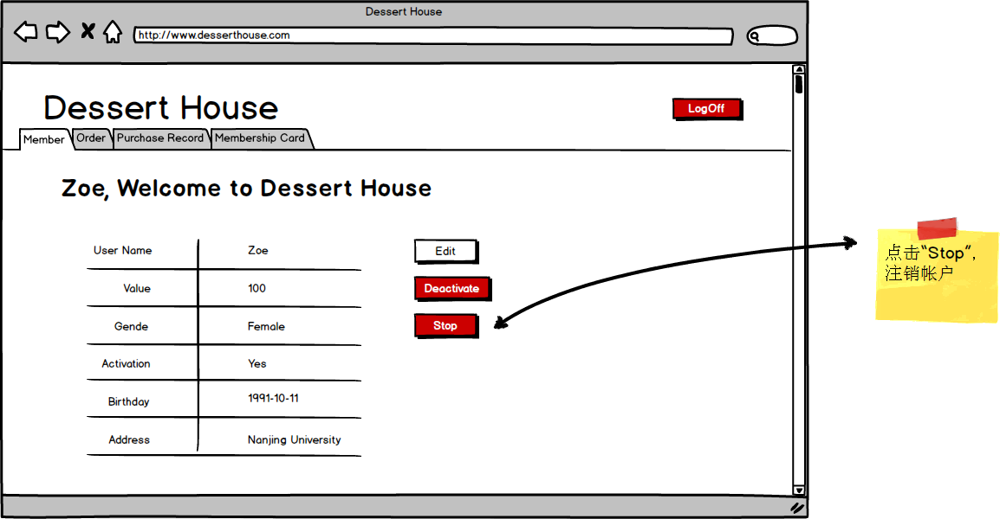 Dessert House
http://www.desserthouse.com
Dessert House
LogOff
Member Order Purchase Record Membership Card
Zoe, Welcome to Dessert House
User Name Zoe Edit
Value 100 Deactivate
Gende Female Stop
Activation Yes
Birthday 1991-10-11
Address Nanjing University
点击“Stop”,
注销帐户